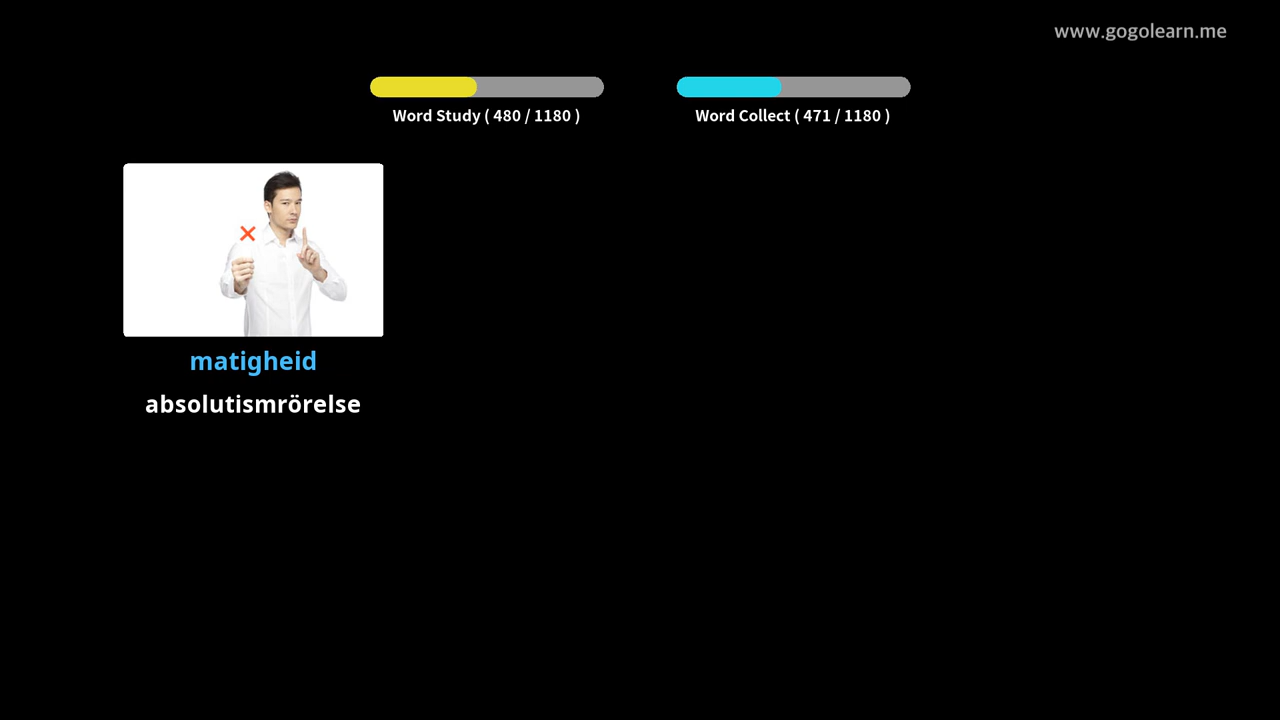 www.gogolearn.me
Word Study ( 480 / 1180 )
Word Collect ( 471 / 1180 )
matigheid
absolutismrörelse